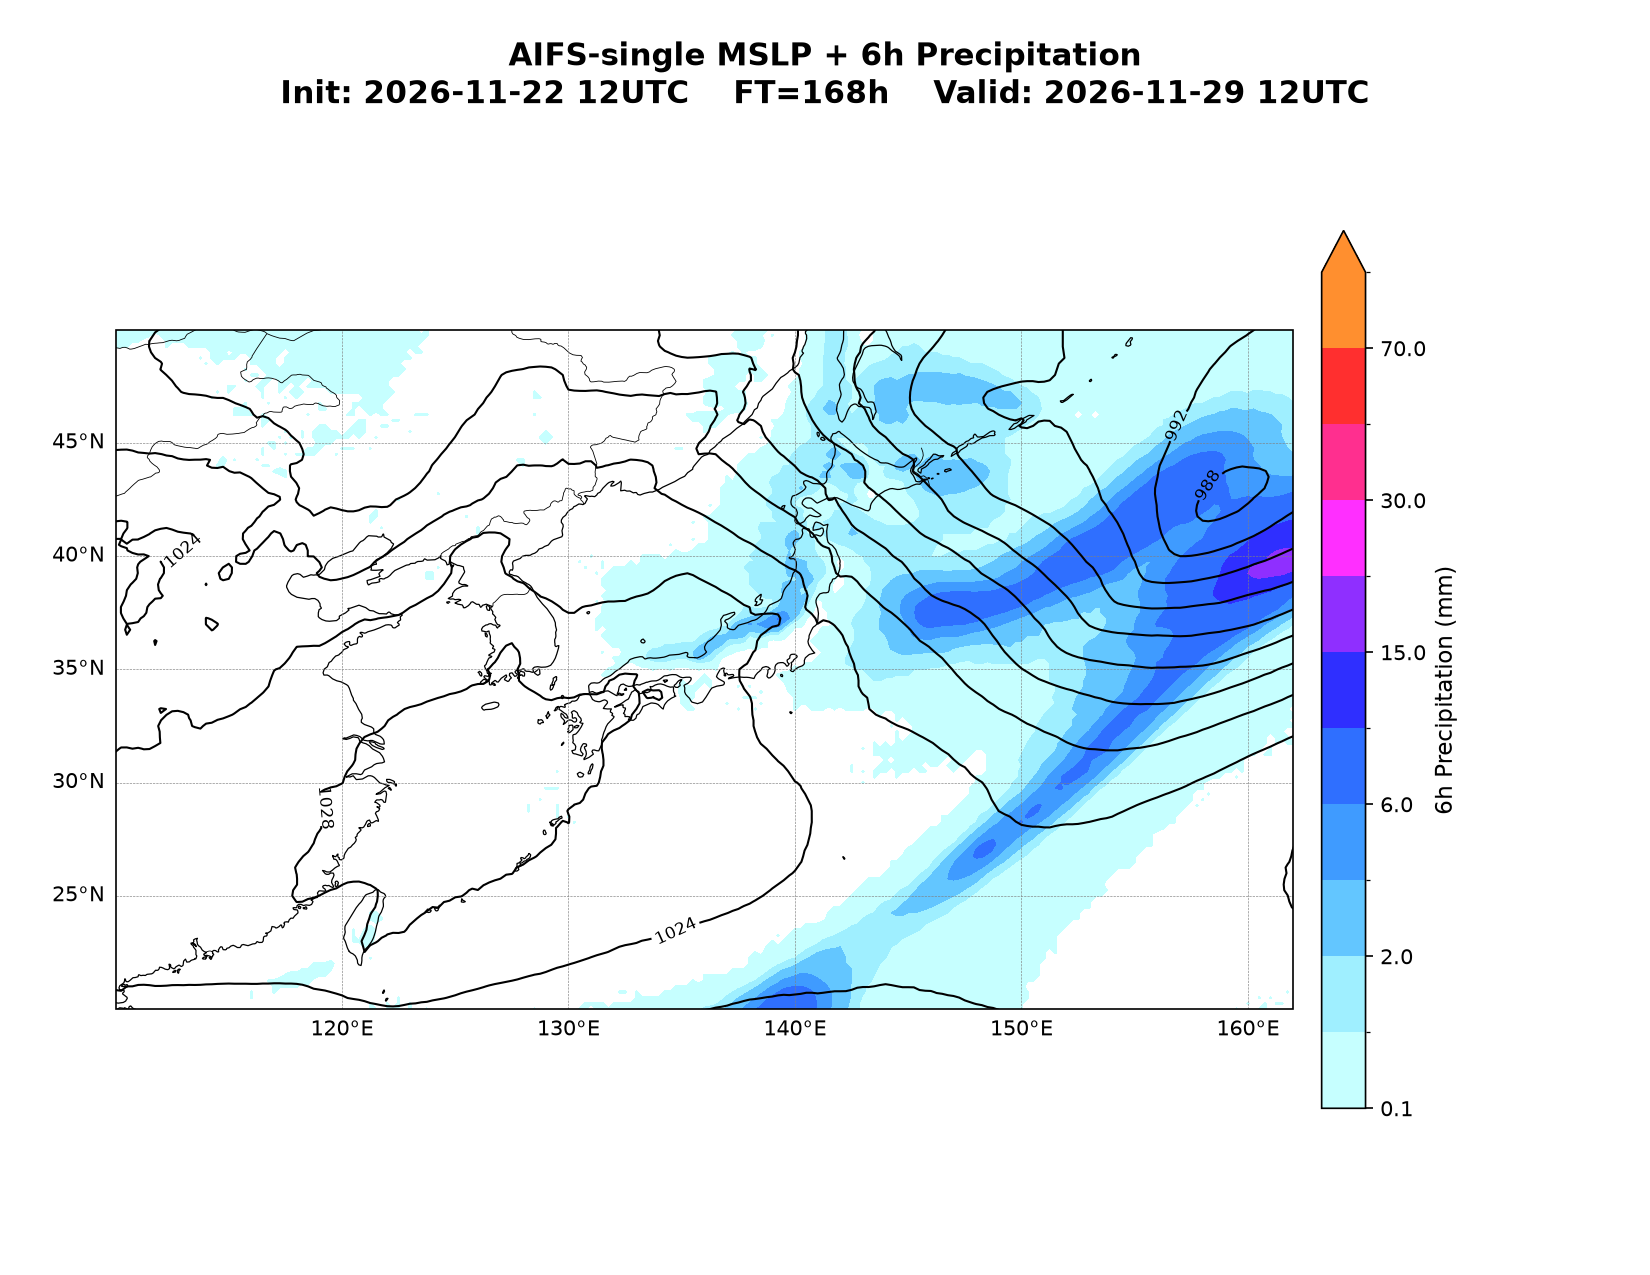 AIFS-single MSLP + 6h Precipitation
Init: 2026-11-22 12UTC    FT=168h    Valid: 2026-11-29 12UTC
45°N
40°N
35°N
30°N
25°N
120°E
130°E
140°E
150°E
160°E
1024
1028
1024
992
988
70.0
30.0
15.0
6.0
2.0
0.1
6h Precipitation (mm)